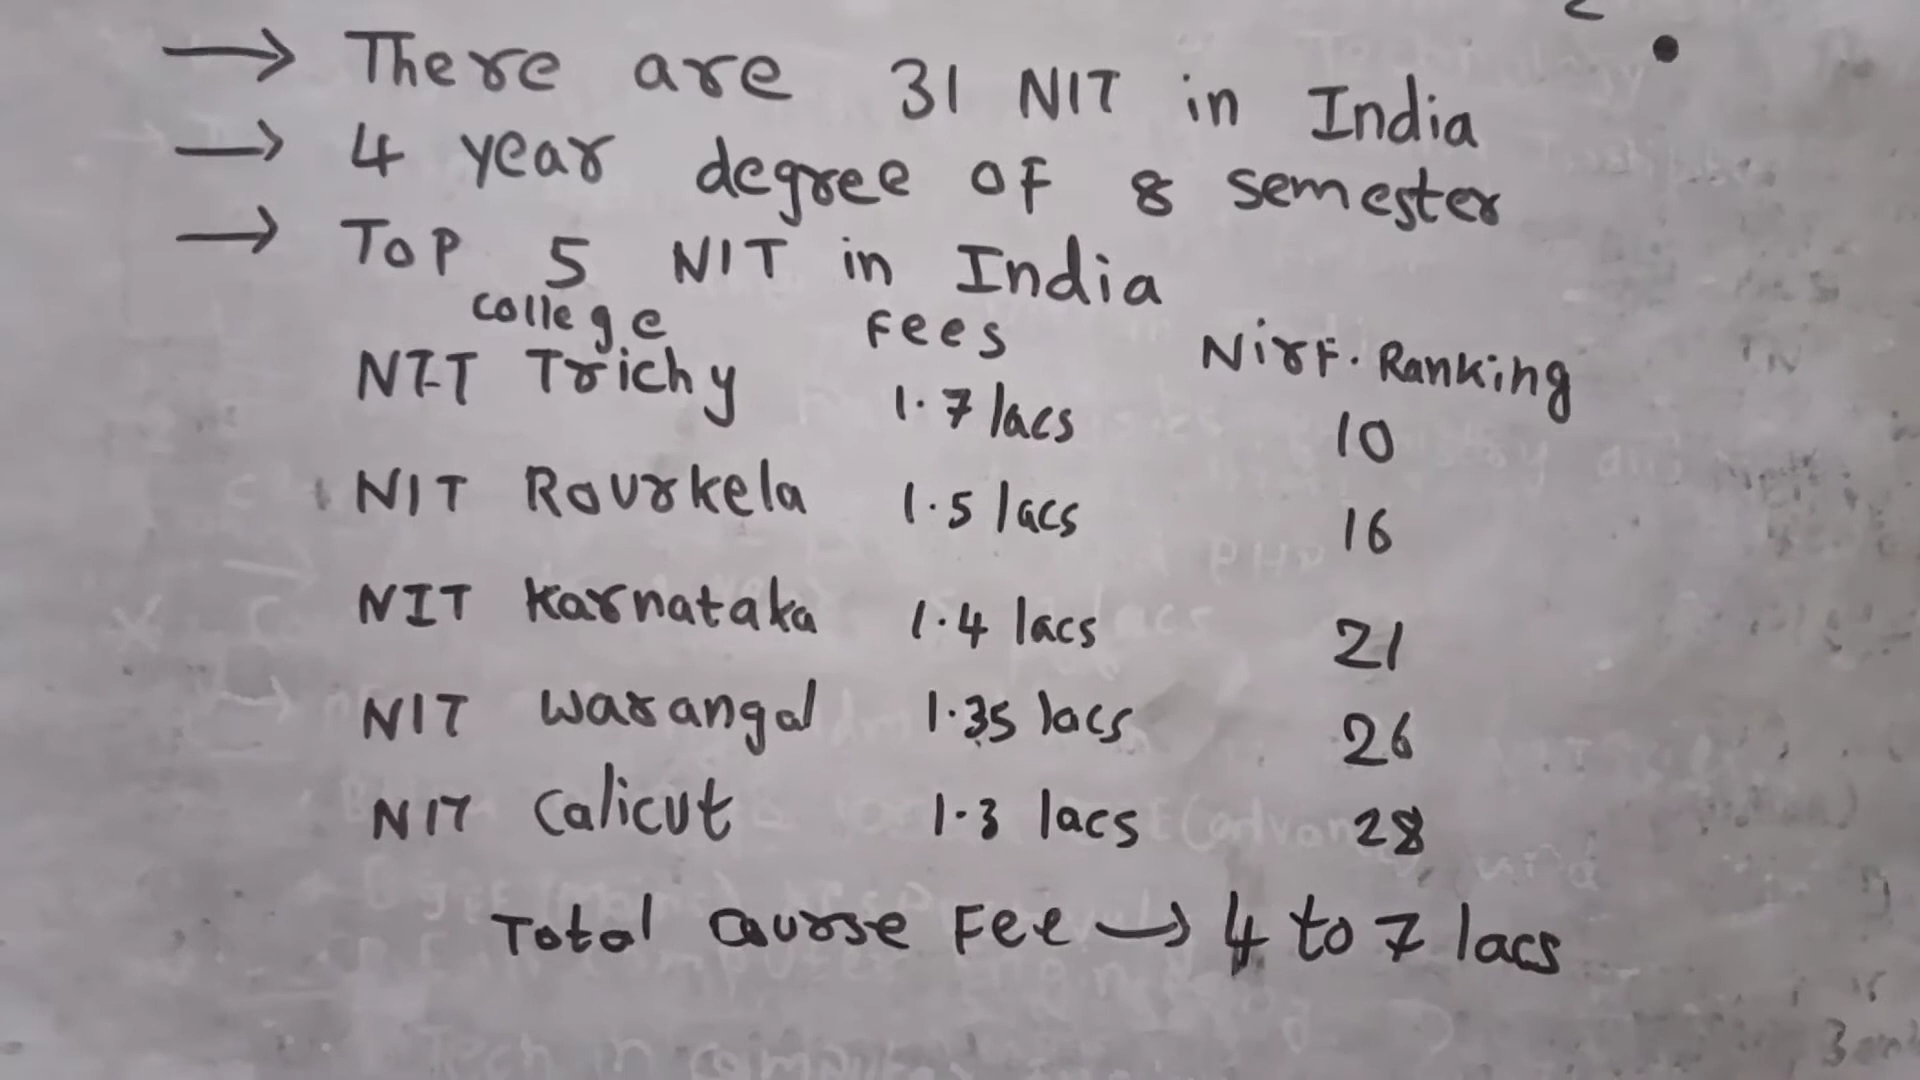 → There are 31 NIT in India
→ 4 year degree of 8 semester
→ Top 5 NIT in India
college Fees Nirf. Ranking
NIT Trichy 1.7 lacs 10
NIT Rourkela 1.5 lacs 16
NIT Karnataka 1.4 lacs 21
NIT Warangal 1.35 lacs 26
NIT Calicut 1.3 lacs 28
Total Course Fee → 4 to 7 lacs